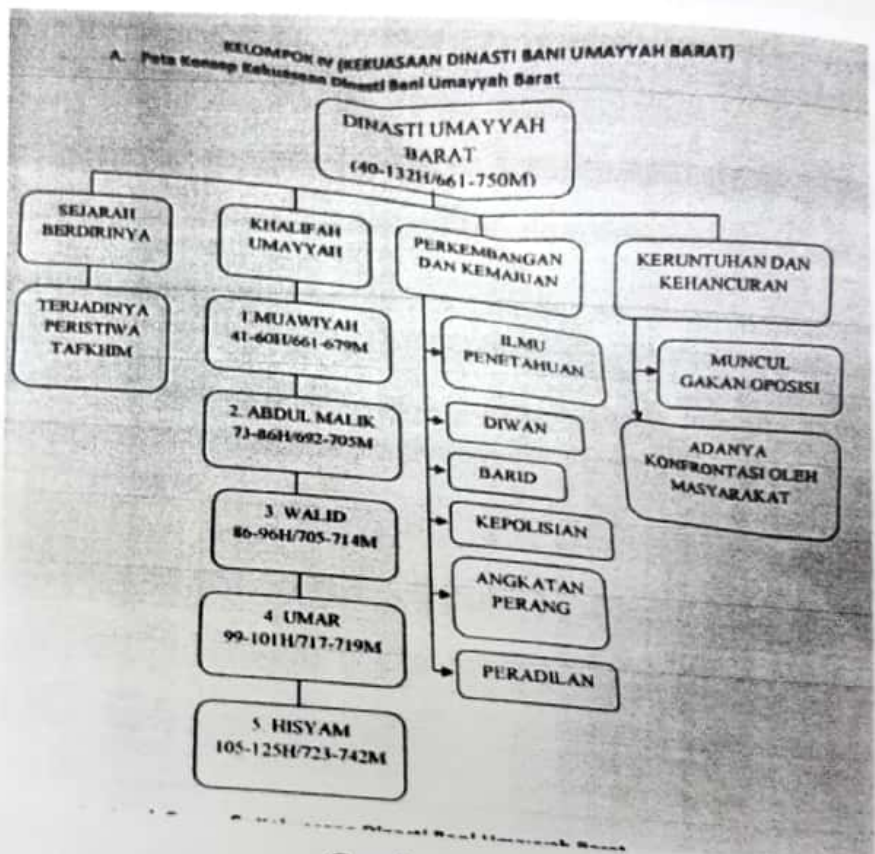 KELOMPOK IV (KEKUASAAN DINASTI BANI UMAYYAH BARAT)
A. Peta Konsep Kekuasaan Dinasti Bani Umayyah Barat
DINASTI UMAYYAH
BARAT
(40-132H/661-750M)
SEJARAH
BERDIRINYA
TERJADINYA
PERISTIWA
TAFKHIM
KHALIFAH
UMAYYAH
1.MUAWIYAH
41-60H/661-679M
2. ABDUL MALIK
73-86H/692-705M
3. WALID
86-96H/705-714M
4 UMAR
99-101H/717-719M
5. HISYAM
105-125H/723-742M
PERKEMBANGAN
DAN KEMAJUAN
ILMU
PENETAHUAN
DIWAN
BARID
KEPOLISIAN
ANGKATAN
PERANG
PERADILAN
KERUNTUHAN DAN
KEHANCURAN
MUNCUL
GAKAN OPOSISI
ADANYA
KONFRONTASI OLEH
MASYARAKAT
Dinasti Bani Umayyah Barat